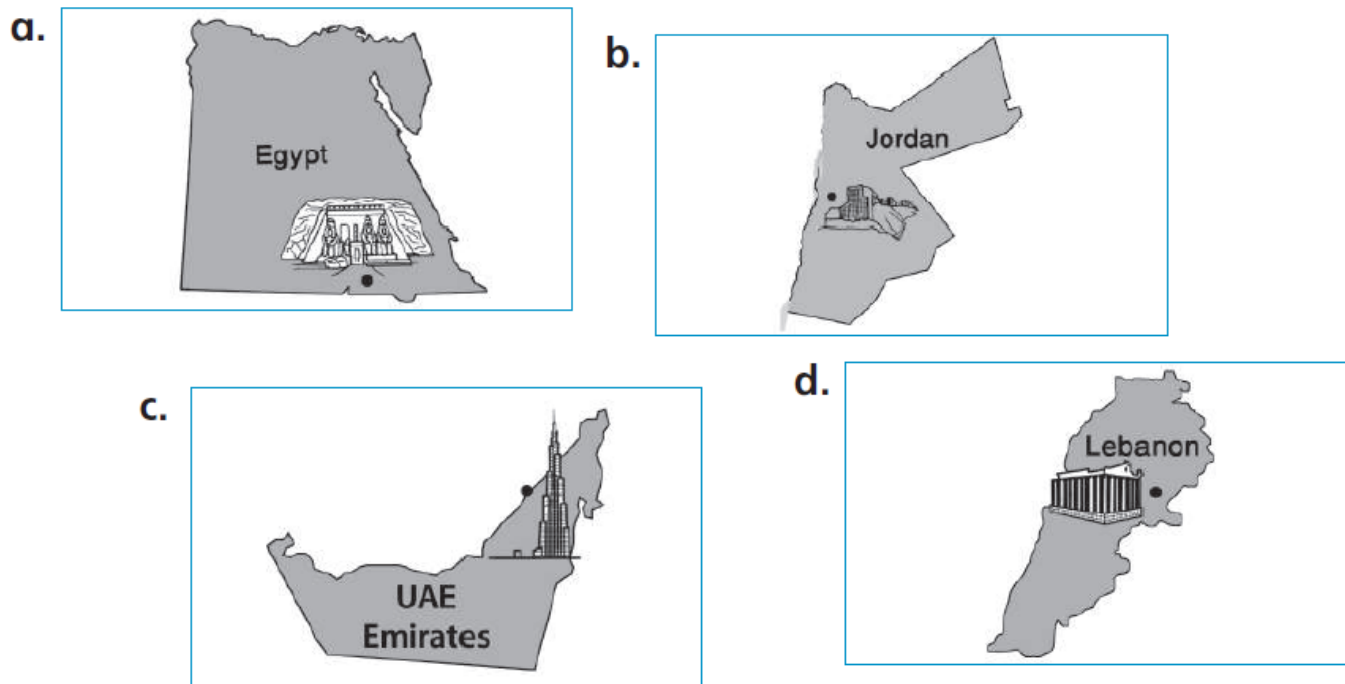 a.
Egypt
b.
Jordan
c.
UAE
Emirates
d.
Lebanon